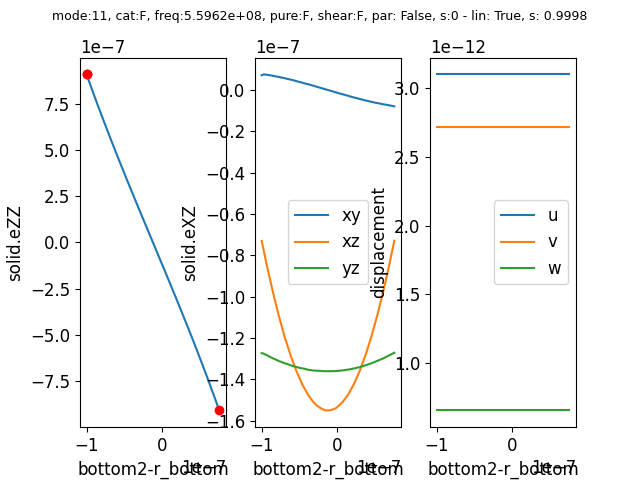 mode:11, cat:F, freq:5.5962e+08, pure:F, shear:F, par: False, s:0 - lin: True, s: 0.9998
1e−7
7.5
5.0
2.5
0.0
−2.5
−5.0
−7.5
solid.eZZ
−1
0
1e−7
bottom2-r_bottom
1e−7
0.0
−0.2
−0.4
−0.6
−0.8
−1.0
−1.2
−1.4
−1.6
solid.eXZ
xy
xz
yz
−1
0
1e−7
bottom2-r_bottom
1e−12
3.0
2.5
2.0
1.5
1.0
displacement
u
v
w
−1
0
1e−7
bottom2-r_bottom